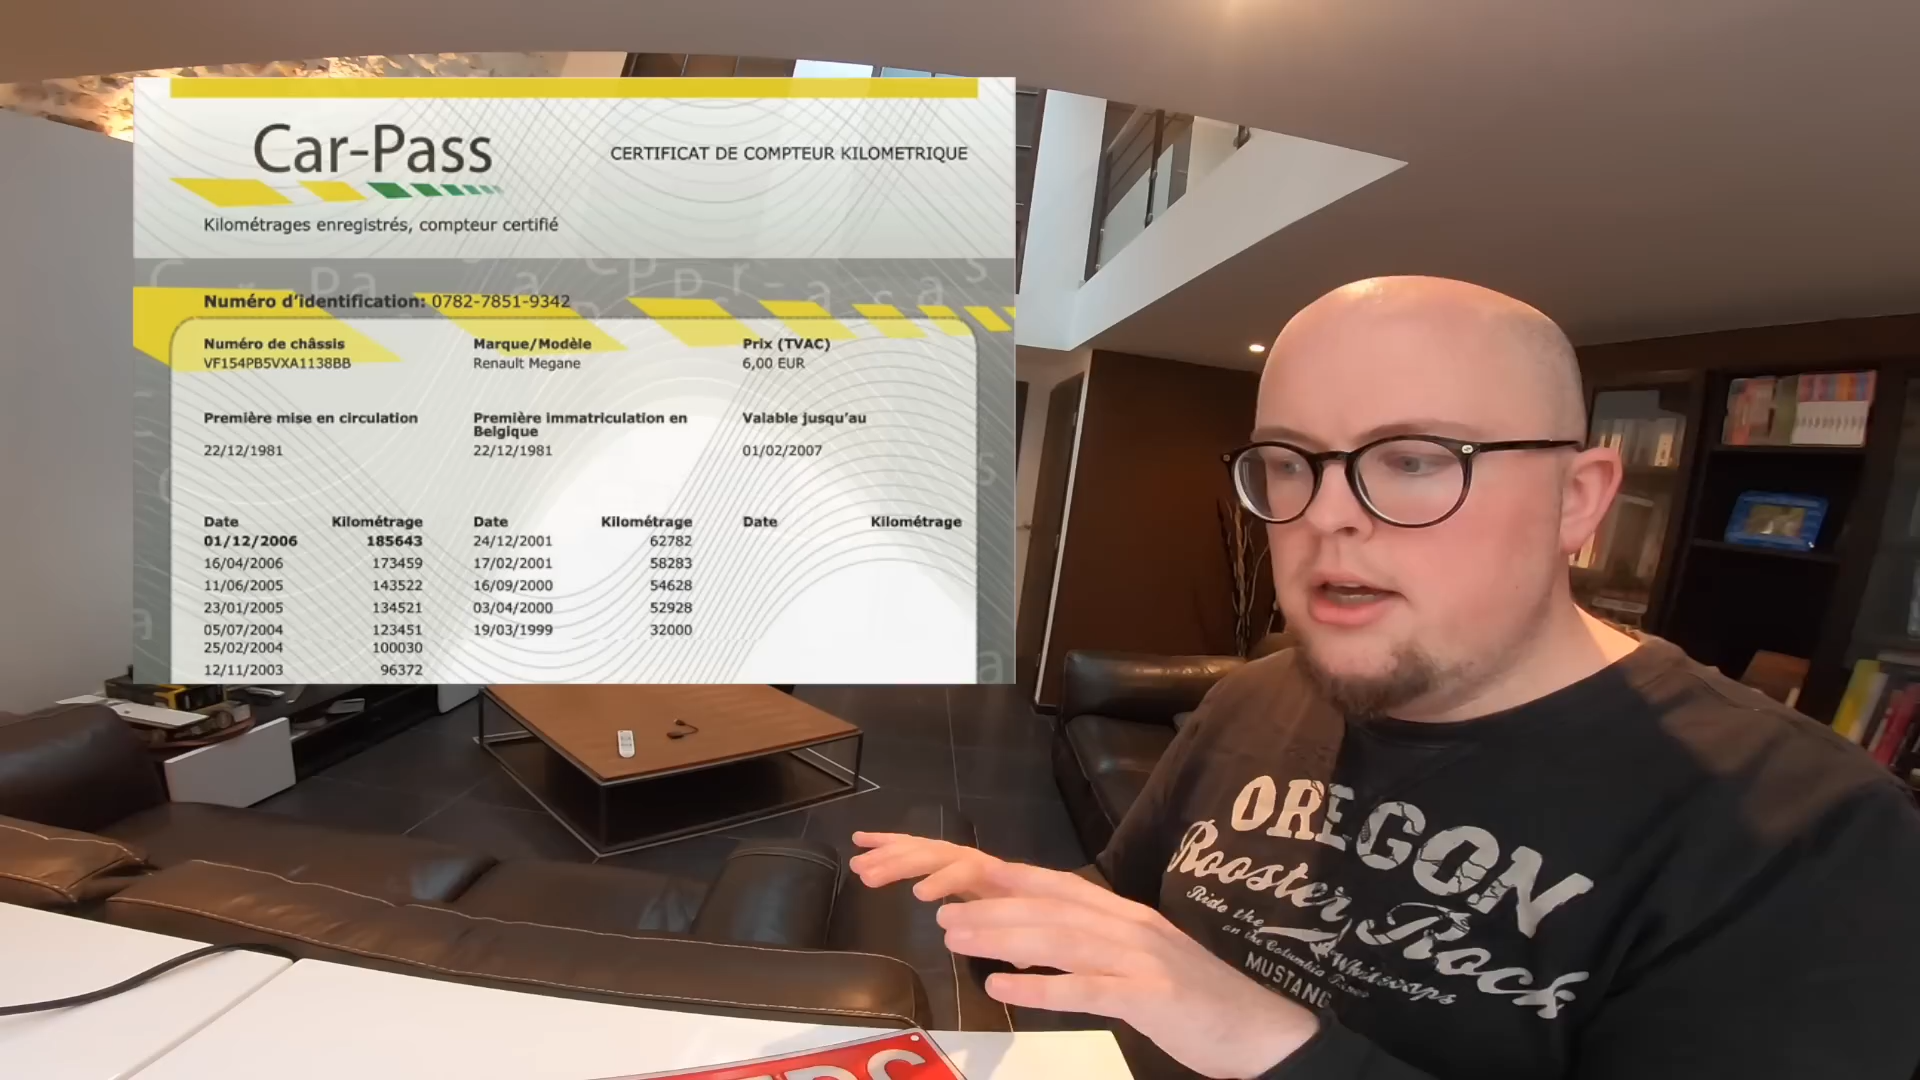 Car-Pass
CERTIFICAT DE COMPTEUR KILOMETRIQUE
Kilométrages enregistrés, compteur certifié
Numéro d'identification: 0782-7851-9342
Numéro de châssis Marque/Modèle Prix (TVAC)
VF154PB5VXA1138BB Renault Megane 6,00 EUR
Première mise en circulation Première immatriculation en Valable jusqu'au
Belgique
22/12/1981 22/12/1981 01/02/2007
Date Kilométrage Date Kilométrage Date Kilométrage
01/12/2006 185643 24/12/2001 62782
16/04/2006 173459 17/02/2001 58283
11/06/2005 143522 16/09/2000 54628
23/01/2005 134521 03/04/2000 52928
05/07/2004 123451 19/03/1999 32000
25/02/2004 100030
12/11/2003 96372
OREGON
Rooster Rock
Ride the Whitecaps
on the Columbia
MUSTANG